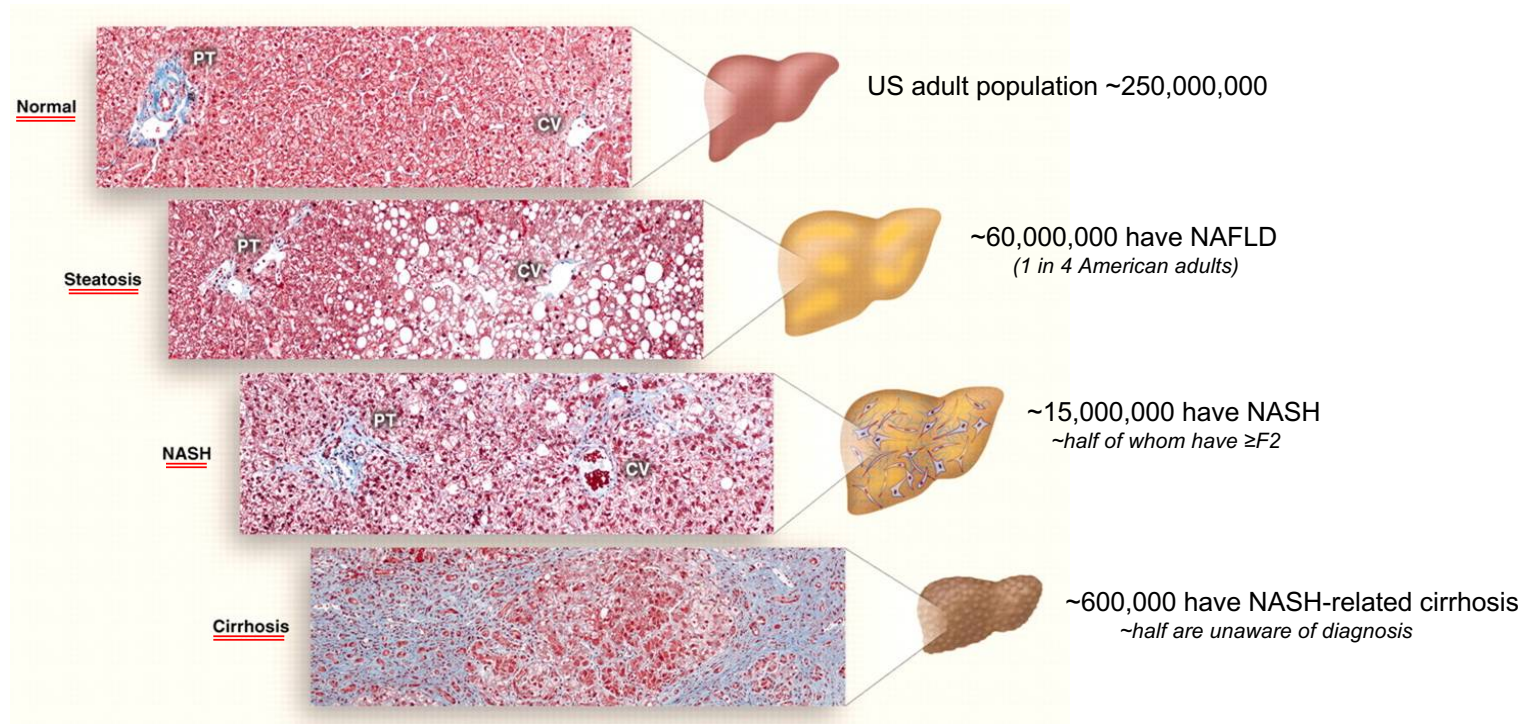 Normal
PT
CV
US adult population ~250,000,000
Steatosis
PT
CV
~60,000,000 have NAFLD
(1 in 4 American adults)
NASH
PT
CV
~15,000,000 have NASH
~half of whom have ≥F2
Cirrhosis
~600,000 have NASH-related cirrhosis
~half are unaware of diagnosis